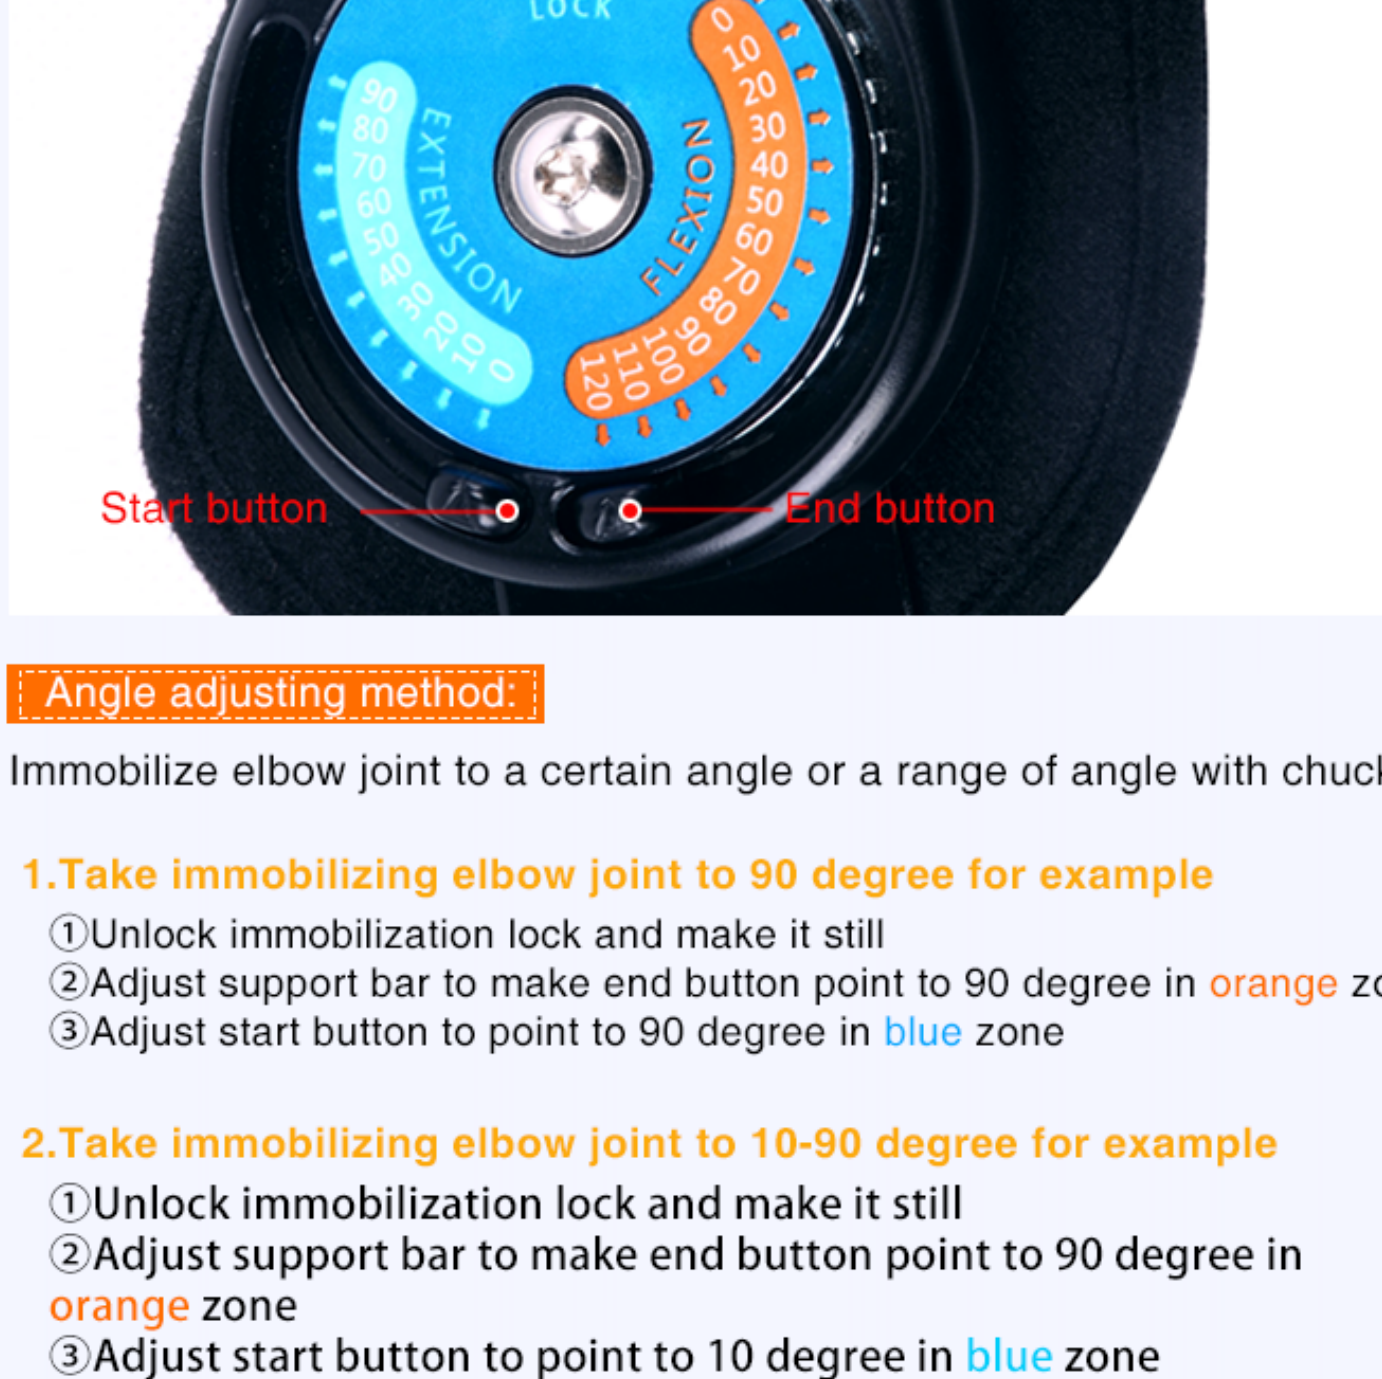 LOCK
90
80
70
60
50
40
30
20
10
0
EXTENSION
FLEXION
0
10
20
30
40
50
60
70
80
90
100
110
120
Start button
End button
Angle adjusting method:
Immobilize elbow joint to a certain angle or a range of angle with chuck
1.Take immobilizing elbow joint to 90 degree for example
①Unlock immobilization lock and make it still
②Adjust support bar to make end button point to 90 degree in orange zo
③Adjust start button to point to 90 degree in blue zone
2.Take immobilizing elbow joint to 10-90 degree for example
①Unlock immobilization lock and make it still
②Adjust support bar to make end button point to 90 degree in
orange zone
③Adjust start button to point to 10 degree in blue zone